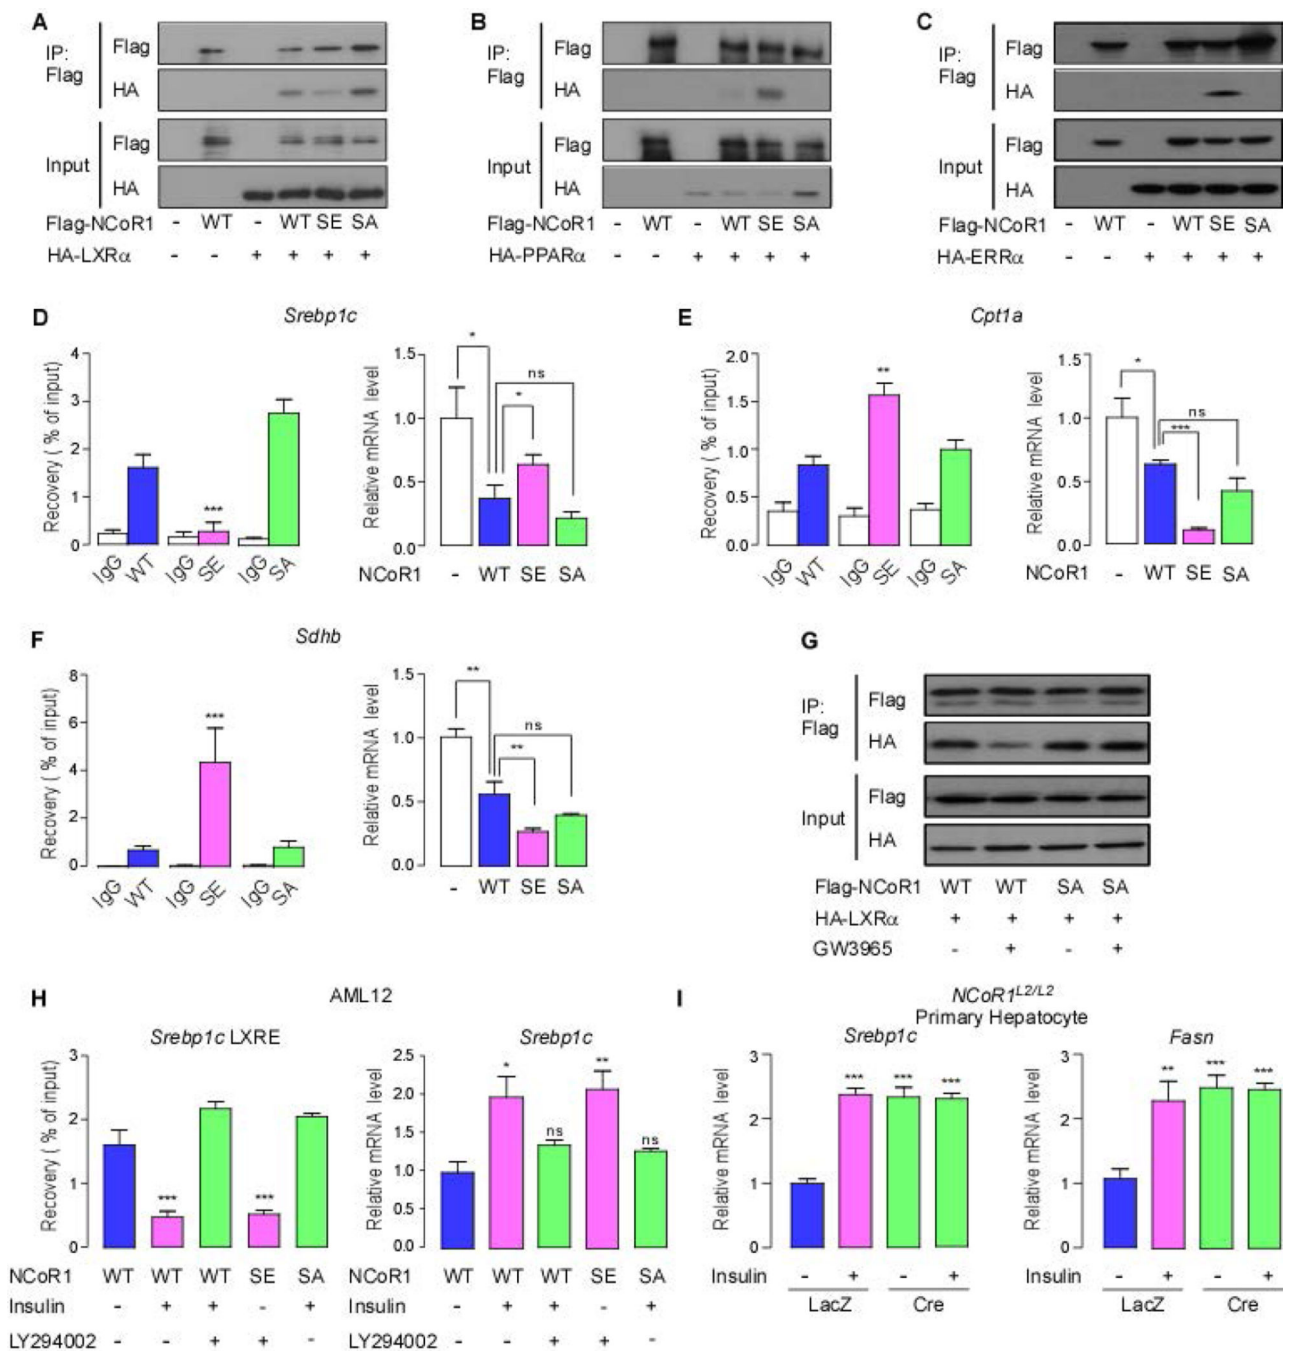 A
IP:
Flag
Flag
HA
Input
Flag
HA
Flag-NCoR1 - WT - WT SE SA
HA-LXRα - - + + + +
B
IP:
Flag
Flag
HA
Input
Flag
HA
Flag-NCoR1 - WT - WT SE SA
HA-PPARα - - + + + +
C
IP:
Flag
Flag
HA
Input
Flag
HA
Flag-NCoR1 - WT - WT SE SA
HA-ERRα - - + + + +
D
Srebp1c
Recovery ( % of input)
4
3
2
1
0
***
IgG WT IgG SE IgG SA
Relative mRNA level
1.5
1.0
0.5
0.0
*
ns
*
NCoR1 - WT SE SA
E
Cpt1a
Recovery ( % of input)
2.0
1.5
1.0
0.5
0.0
**
IgG WT IgG SE IgG SA
Relative mRNA level
1.5
1.0
0.5
0.0
*
ns
***
NCoR1 - WT SE SA
F
Sdhb
Recovery ( % of input)
8
6
4
2
0
***
IgG WT IgG SE IgG SA
Relative mRNA level
1.5
1.0
0.5
0.0
**
ns
**
- WT SE SA
G
IP:
Flag
Flag
HA
Input
Flag
HA
Flag-NCoR1 WT WT SA SA
HA-LXRα + + + +
GW3965 - + - +
H
AML12
Srebp1c LXRE
Recovery ( % of input)
3
2
1
0
*** ***
NCoR1 WT WT WT SE SA
Insulin - + + - +
LY294002 - - + + -
Srebp1c
Relative mRNA level
2.5
2.0
1.5
1.0
0.5
0.0
* ns ** ns
NCoR1 WT WT WT SE SA
Insulin - + + - +
LY294002 - - + + -
I
NCoR1L2/L2
Primary Hepatocyte
Srebp1c
Relative mRNA level
3
2
1
0
*** *** ***
Insulin - + - +
LacZ Cre
Fasn
Relative mRNA level
3
2
1
0
** *** ***
Insulin - + - +
LacZ Cre